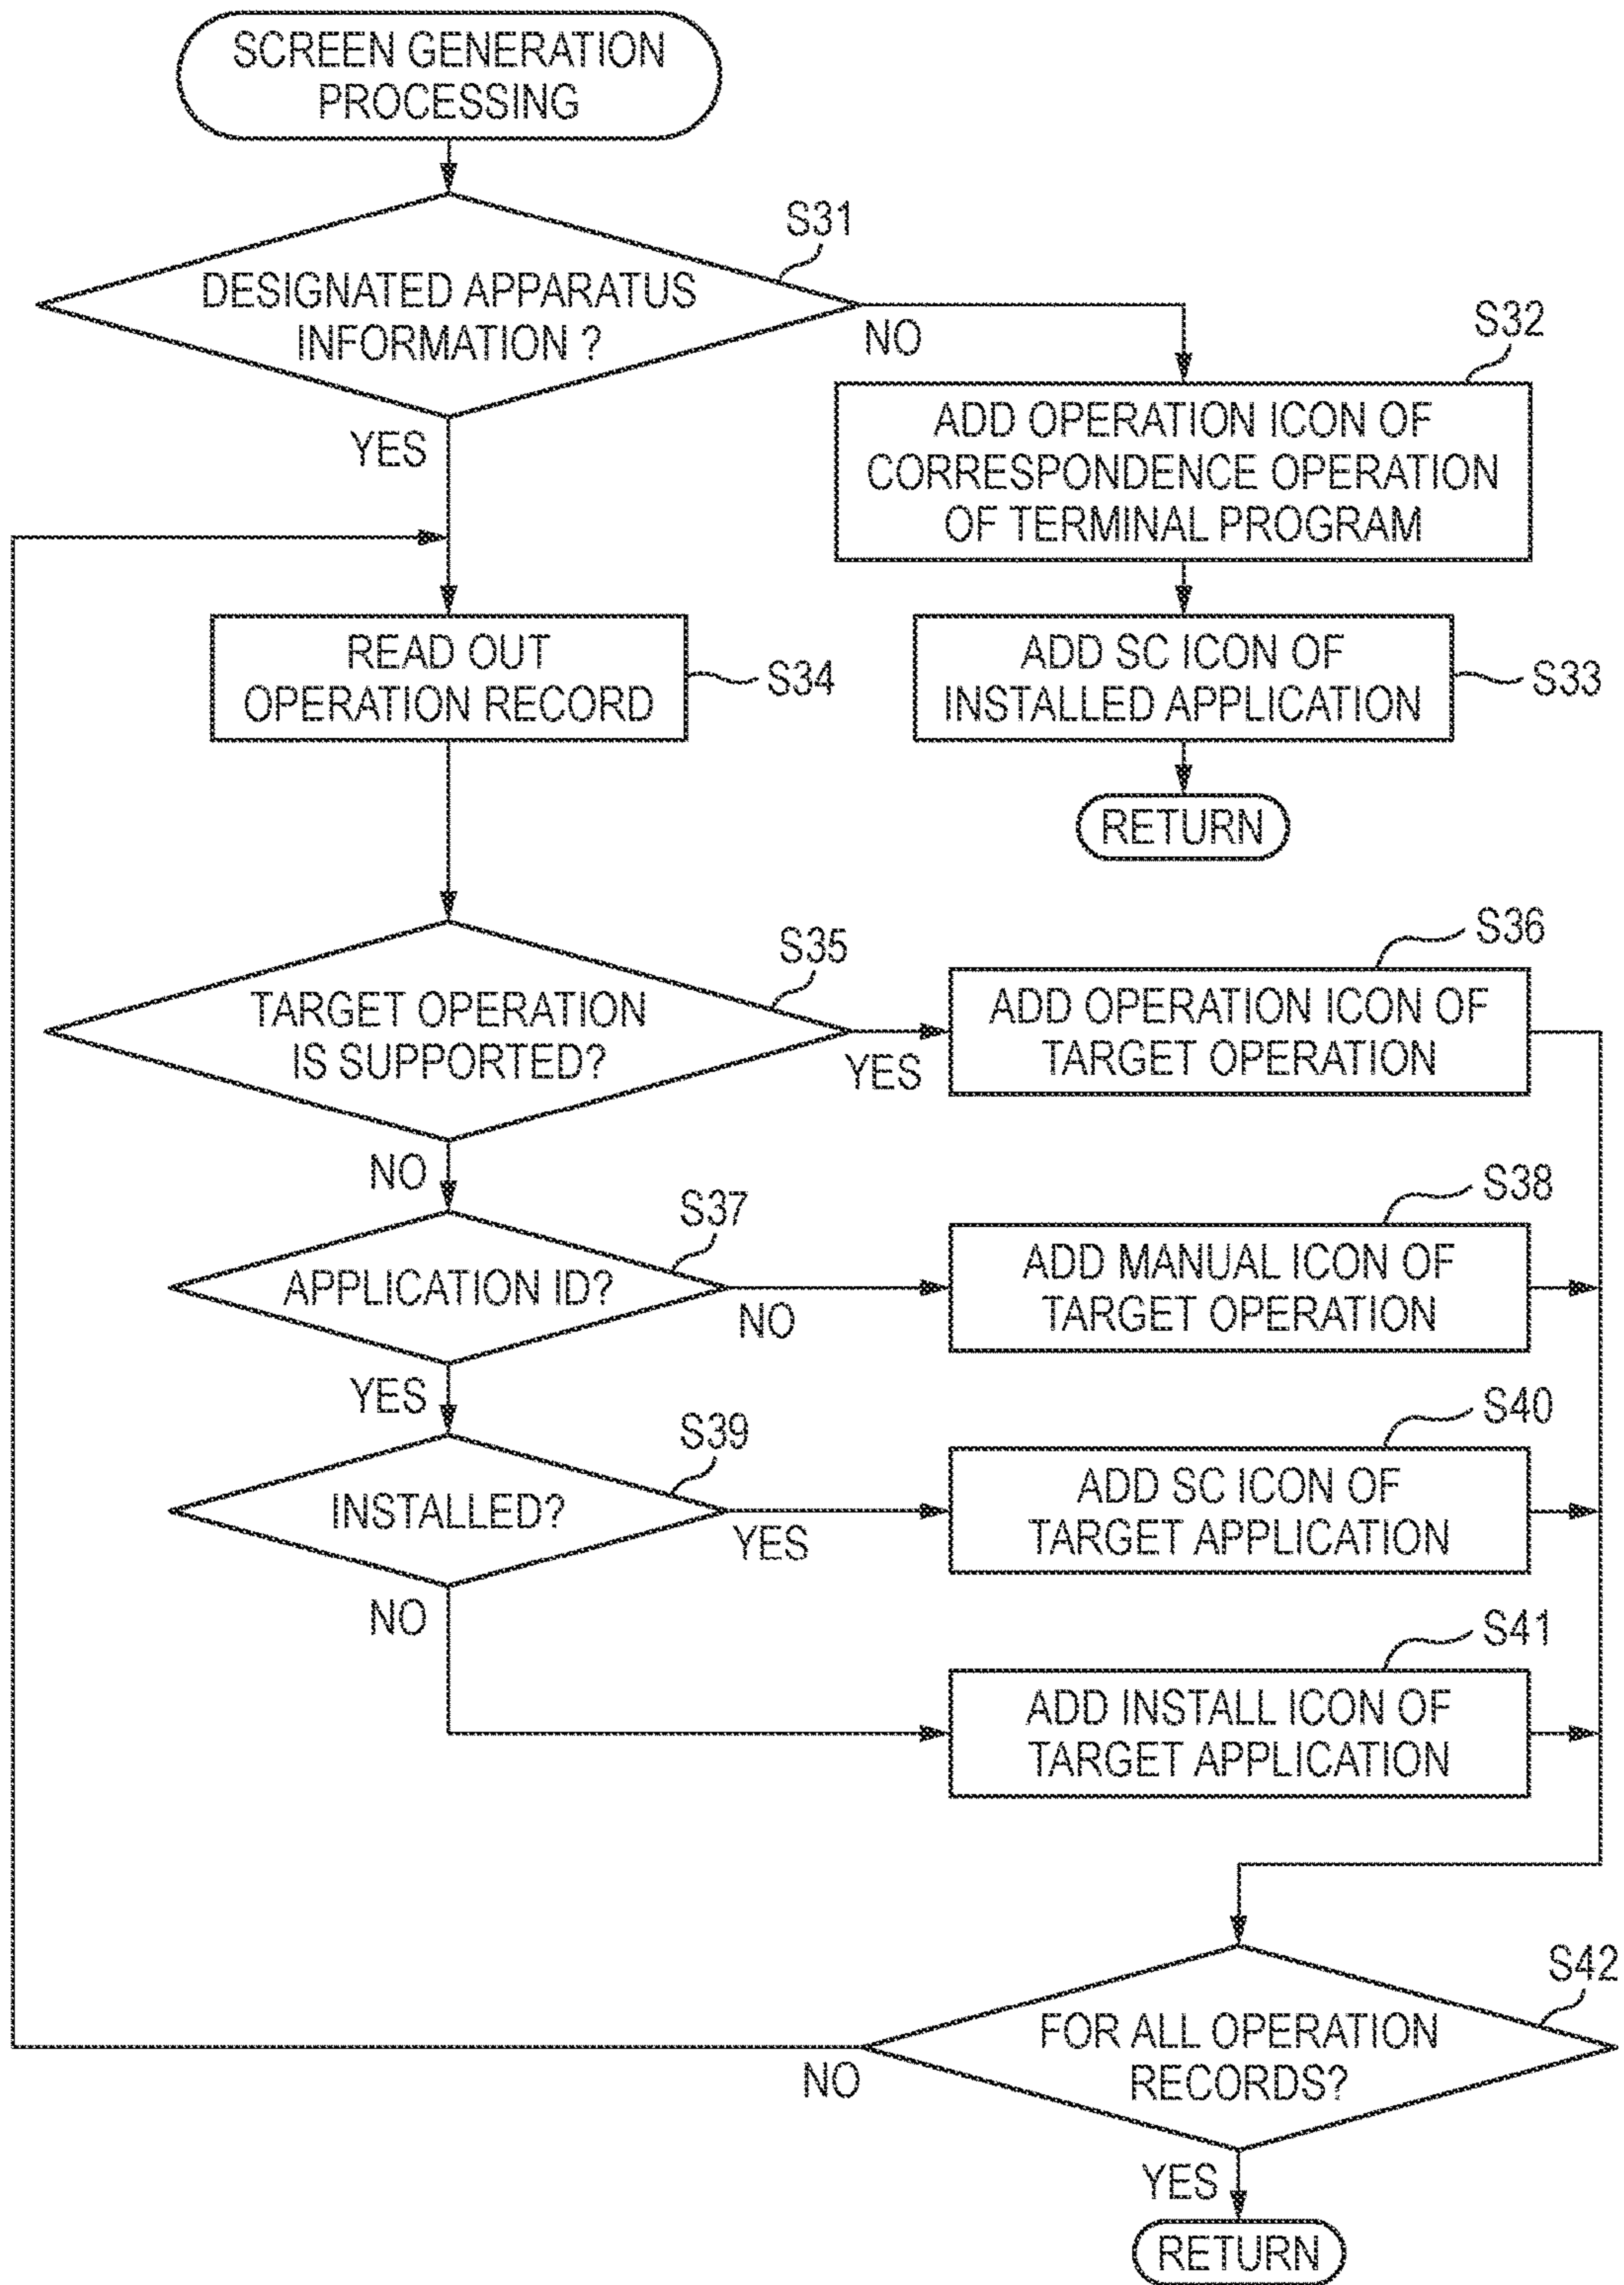 SCREEN GENERATION
PROCESSING
S31
DESIGNATED APPARATUS
INFORMATION ?
NO
YES
S32
ADD OPERATION ICON OF
CORRESPONDENCE OPERATION
OF TERMINAL PROGRAM
READ OUT
OPERATION RECORD
S34
ADD SC ICON OF
INSTALLED APPLICATION
S33
RETURN
S35
TARGET OPERATION
IS SUPPORTED?
YES
NO
S36
ADD OPERATION ICON OF
TARGET OPERATION
S37
APPLICATION ID?
NO
YES
S38
ADD MANUAL ICON OF
TARGET OPERATION
S39
INSTALLED?
YES
NO
S40
ADD SC ICON OF
TARGET APPLICATION
S41
ADD INSTALL ICON OF
TARGET APPLICATION
S42
FOR ALL OPERATION
RECORDS?
NO
YES
RETURN